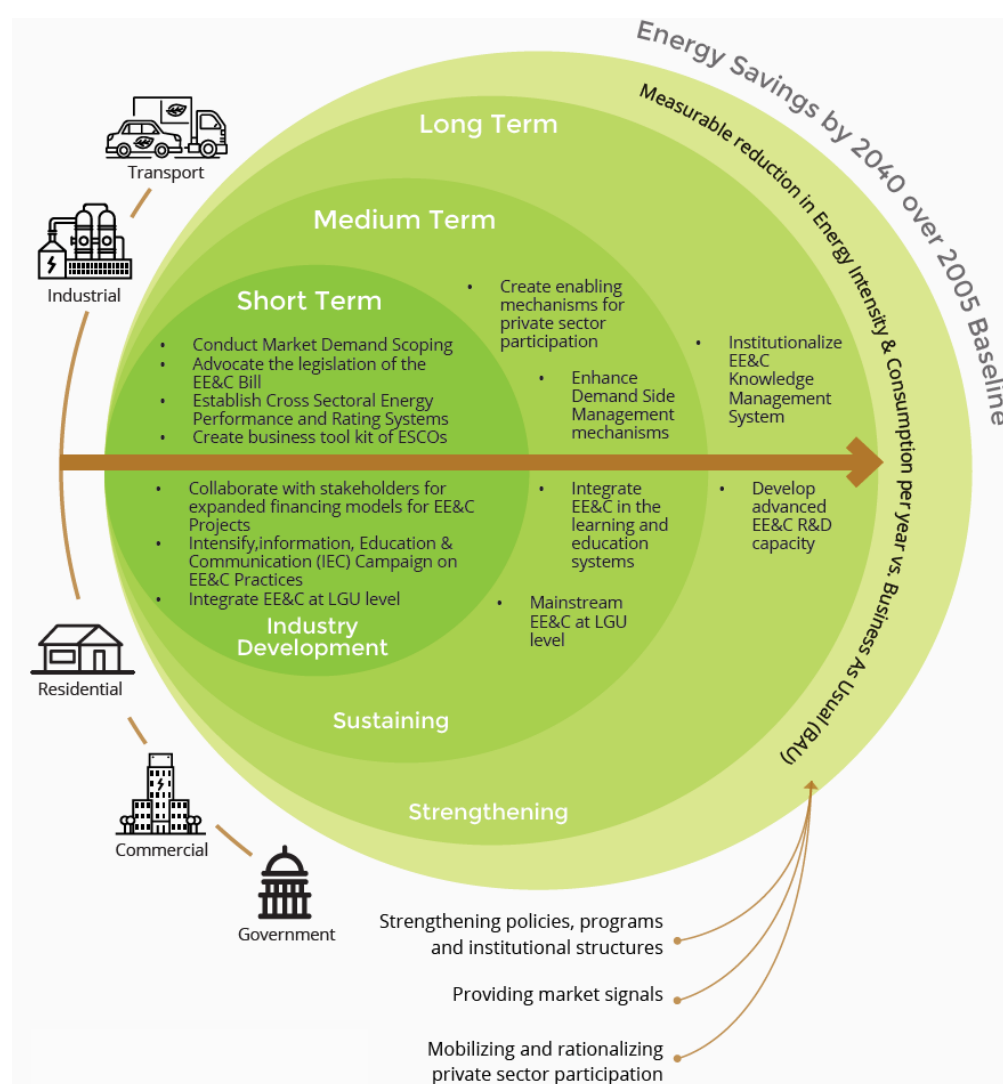 Energy Savings by 2040 over 2005 Baseline
Measurable reduction in Energy Intensity & Consumption per year vs. Business As Usual (BAU)
Transport
Industrial
Residential
Commercial
Government
Long Term
Medium Term
Short Term
• Conduct Market Demand Scoping
• Advocate the legislation of the
EE&C Bill
• Establish Cross Sectoral Energy
Performance and Rating Systems
• Create business tool kit of ESCOs
• Collaborate with stakeholders for
expanded financing models for EE&C
Projects
• Intensify,information, Education &
Communication (IEC) Campaign on
EE&C Practices
• Integrate EE&C at LGU level
Industry
Development
• Create enabling
mechanisms for
private sector
participation
• Enhance
Demand Side
Management
mechanisms
• Integrate
EE&C in the
learning and
education
systems
• Mainstream
EE&C at LGU
level
Sustaining
• Institutionalize
EE&C
Knowledge
Management
System
• Develop
advanced
EE&C R&D
capacity
Strengthening
Strengthening policies, programs
and institutional structures
Providing market signals
Mobilizing and rationalizing
private sector participation